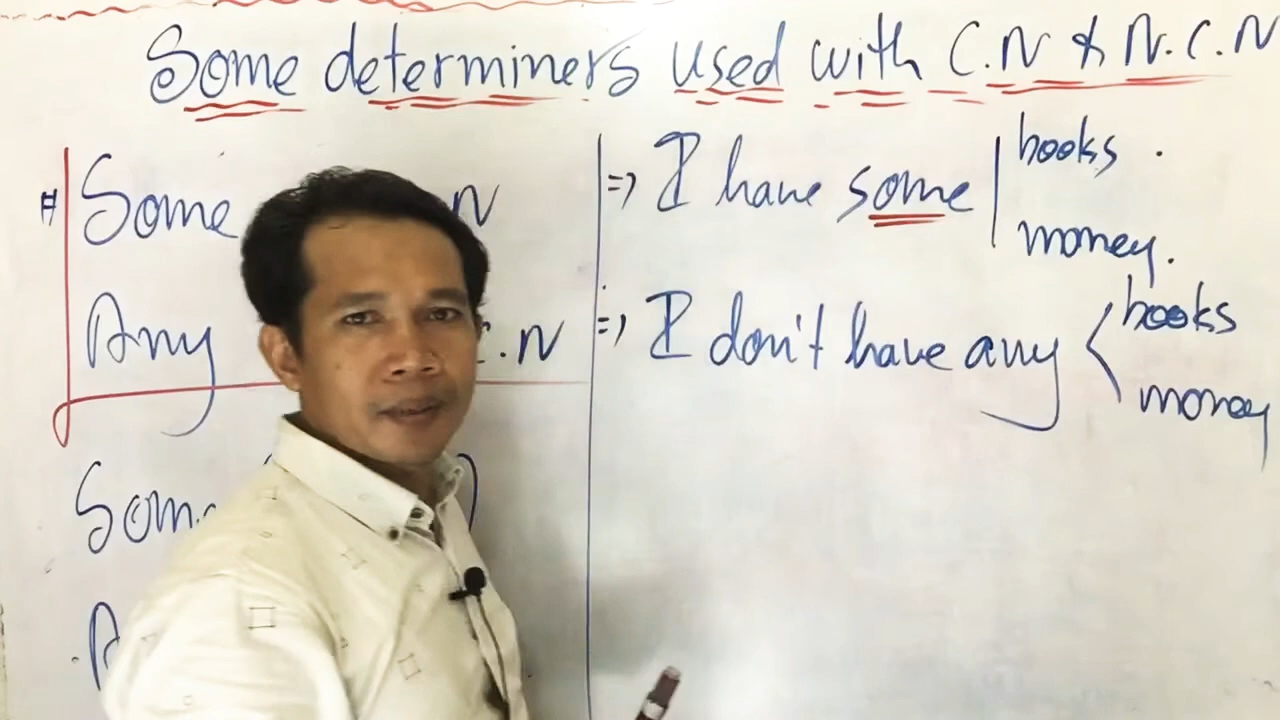 Some determiners used with C.N & N.C.N
# Some N => I have some books.
money.
Any C.N => I don't have any books
money
Some